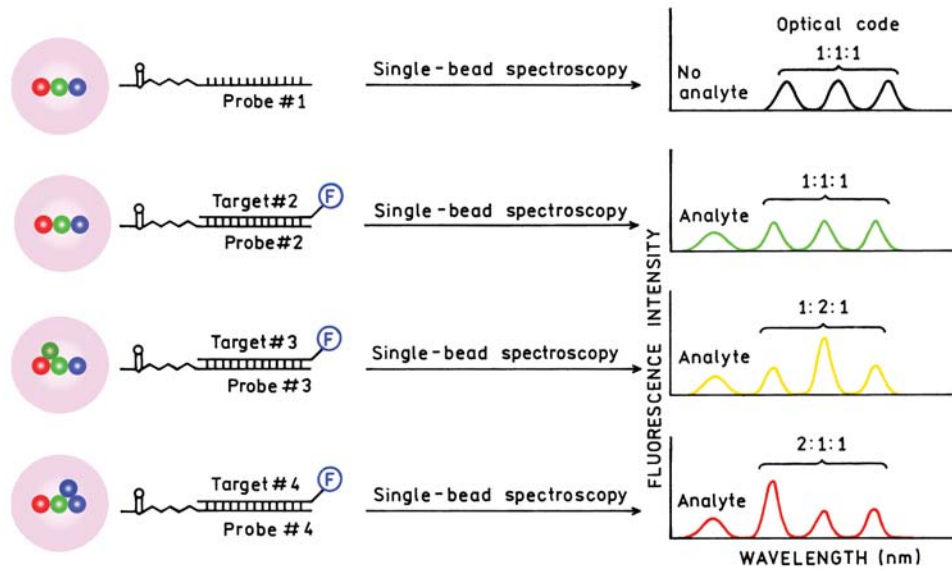 Optical code
1:1:1
No
analyte
Single-bead spectroscopy
Probe #1
1:1:1
Analyte
Target #2
F
Single-bead spectroscopy
Probe #2
1:2:1
Analyte
Target #3
F
Single-bead spectroscopy
Probe #3
2:1:1
Analyte
Target #4
F
Single-bead spectroscopy
Probe #4
FLUORESCENCE INTENSITY
WAVELENGTH (nm)